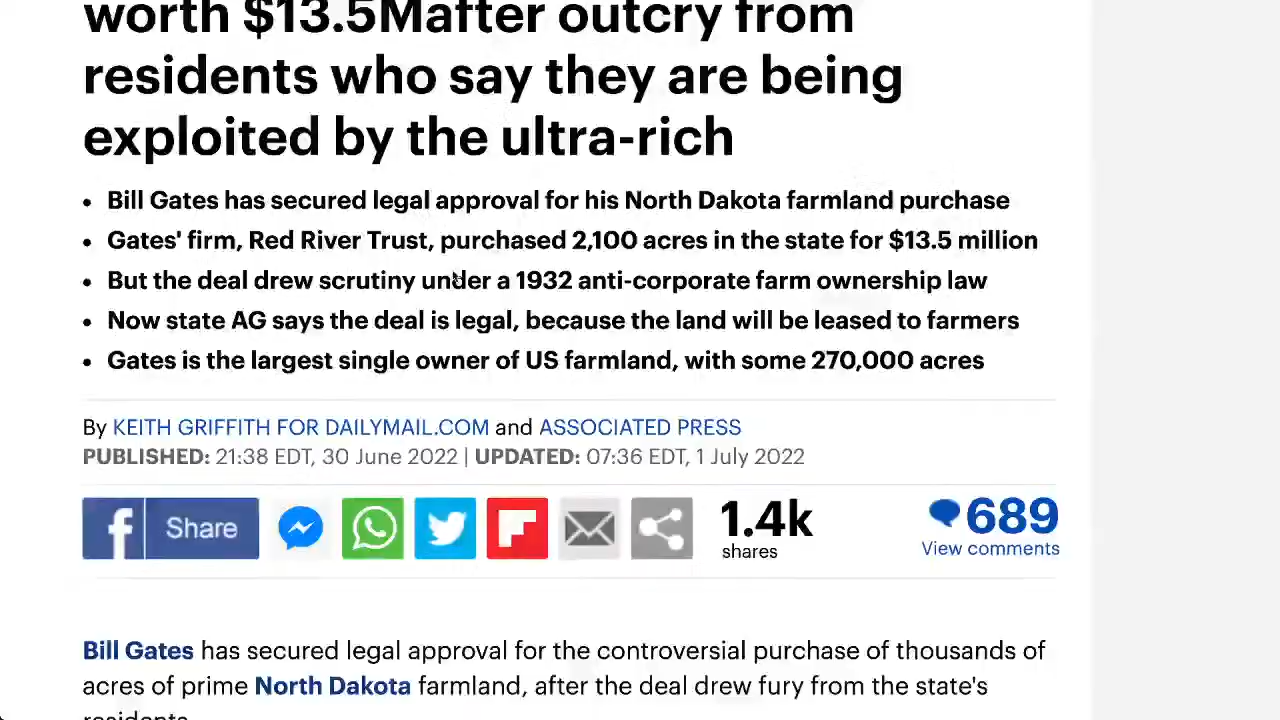 worth $13.5Mafter outcry from
residents who say they are being
exploited by the ultra-rich
• Bill Gates has secured legal approval for his North Dakota farmland purchase
• Gates' firm, Red River Trust, purchased 2,100 acres in the state for $13.5 million
• But the deal drew scrutiny under a 1932 anti-corporate farm ownership law
• Now state AG says the deal is legal, because the land will be leased to farmers
• Gates is the largest single owner of US farmland, with some 270,000 acres
By KEITH GRIFFITH FOR DAILYMAIL.COM and ASSOCIATED PRESS
PUBLISHED: 21:38 EDT, 30 June 2022 | UPDATED: 07:36 EDT, 1 July 2022
Share
1.4k
shares
689
View comments
Bill Gates has secured legal approval for the controversial purchase of thousands of
acres of prime North Dakota farmland, after the deal drew fury from the state's
residents.